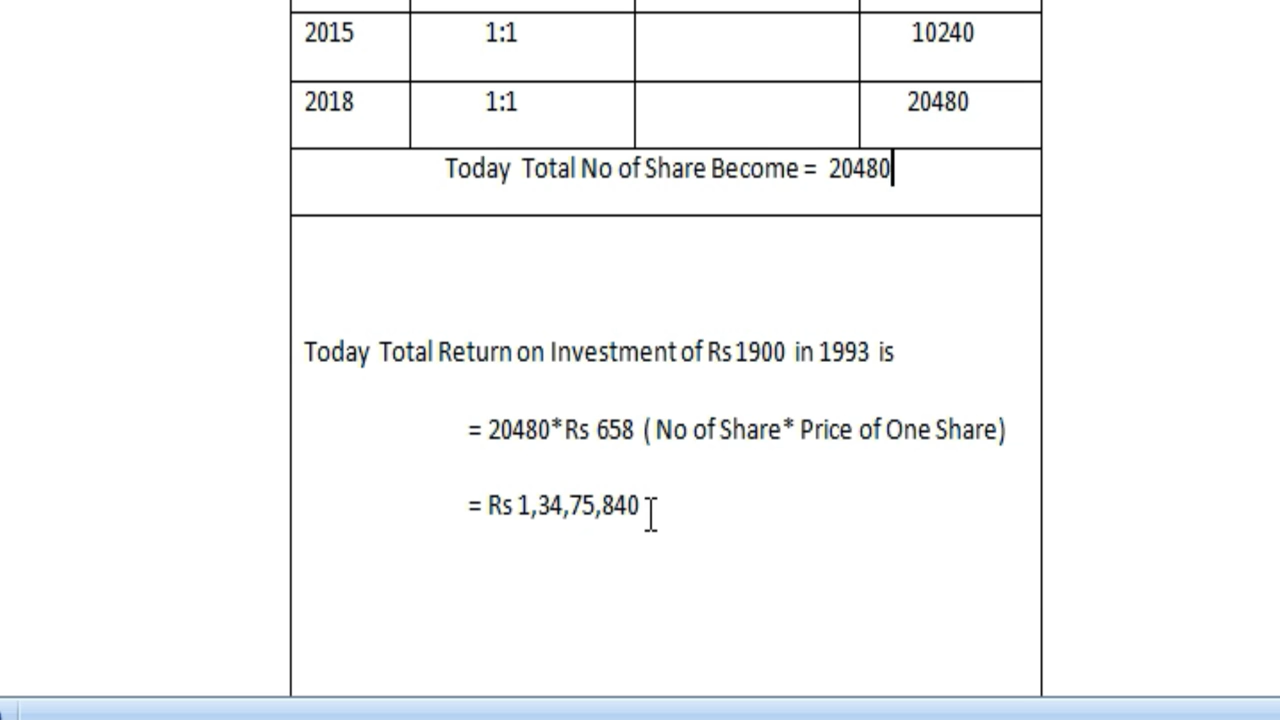 2015 1:1 10240
2018 1:1 20480
Today Total No of Share Become = 20480
Today Total Return on Investment of Rs 1900 in 1993 is
= 20480*Rs 658 ( No of Share* Price of One Share)
= Rs 1,34,75,840